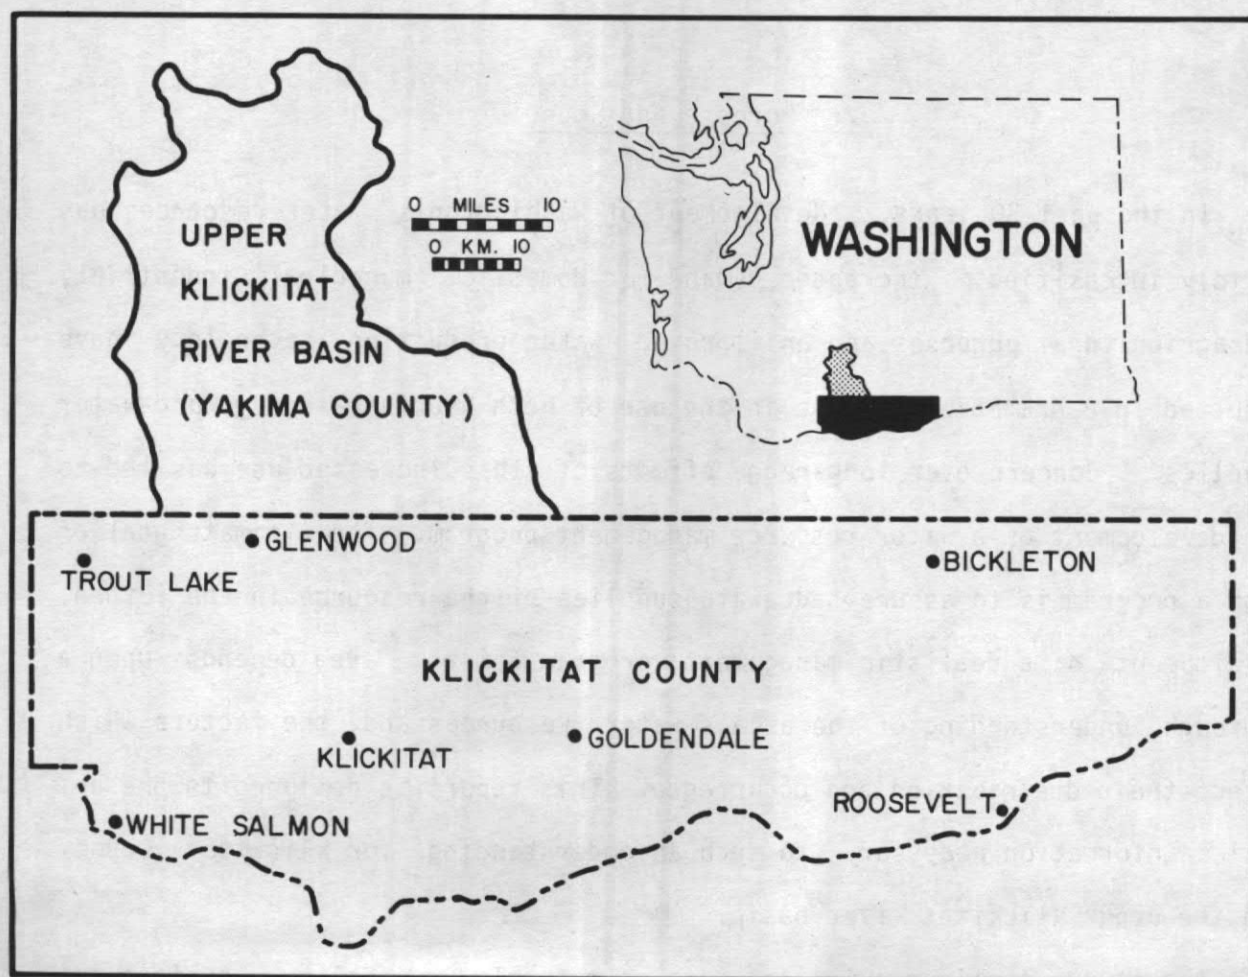 UPPER
KLICKITAT
RIVER BASIN
(YAKIMA COUNTY)
0 MILES 10
0 KM. 10
WASHINGTON
GLENWOOD
TROUT LAKE
BICKLETON
KLICKITAT COUNTY
KLICKITAT
GOLDENDALE
ROOSEVELT
WHITE SALMON